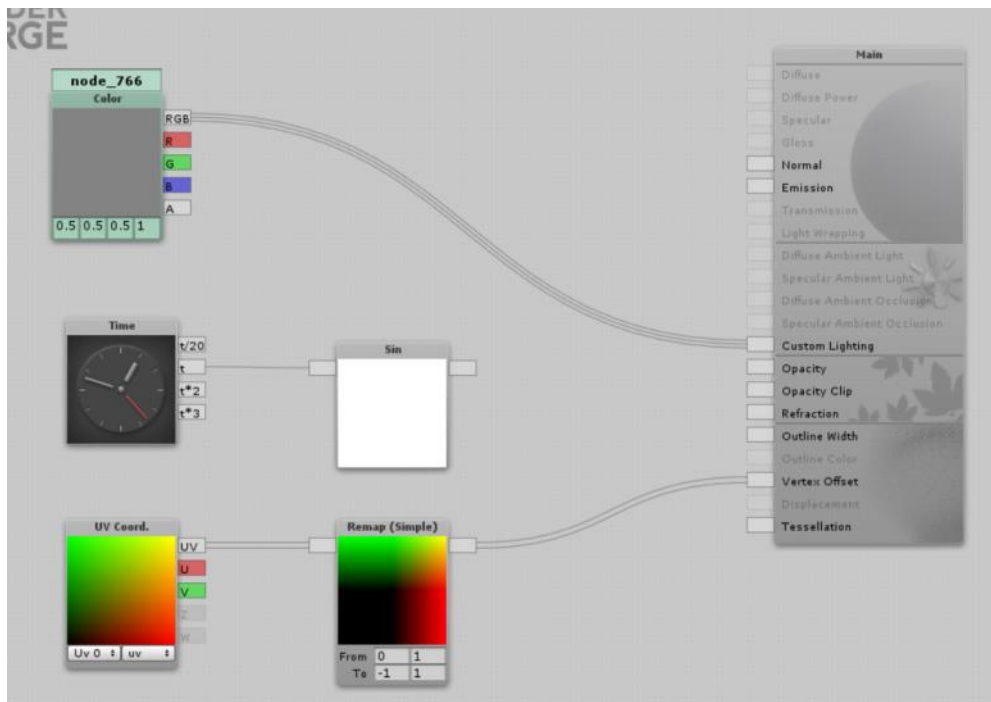 RGE
node_766
Color
RGB
R
G
B
A
0.5 0.5 0.5 1
Time
t/20
t
t*2
t*3
Sin
UV Coord.
UV
U
V
Z
W
Uv 0 uv
Remap (Simple)
From 0 1
To -1 1
Main
Diffuse
Diffuse Power
Specular
Gloss
Normal
Emission
Transmission
Light Wrapping
Diffuse Ambient Light
Specular Ambient Light
Diffuse Ambient Occlusion
Specular Ambient Occlusion
Custom Lighting
Opacity
Opacity Clip
Refraction
Outline Width
Outline Color
Vertex Offset
Displacement
Tessellation